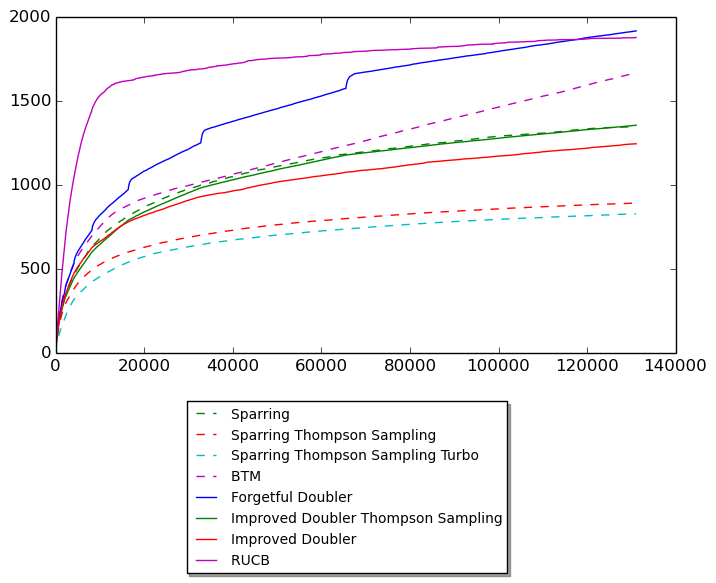 2000
1500
1000
500
0
0 20000 40000 60000 80000 100000 120000 140000
Sparring
Sparring Thompson Sampling
Sparring Thompson Sampling Turbo
BTM
Forgetful Doubler
Improved Doubler Thompson Sampling
Improved Doubler
RUCB